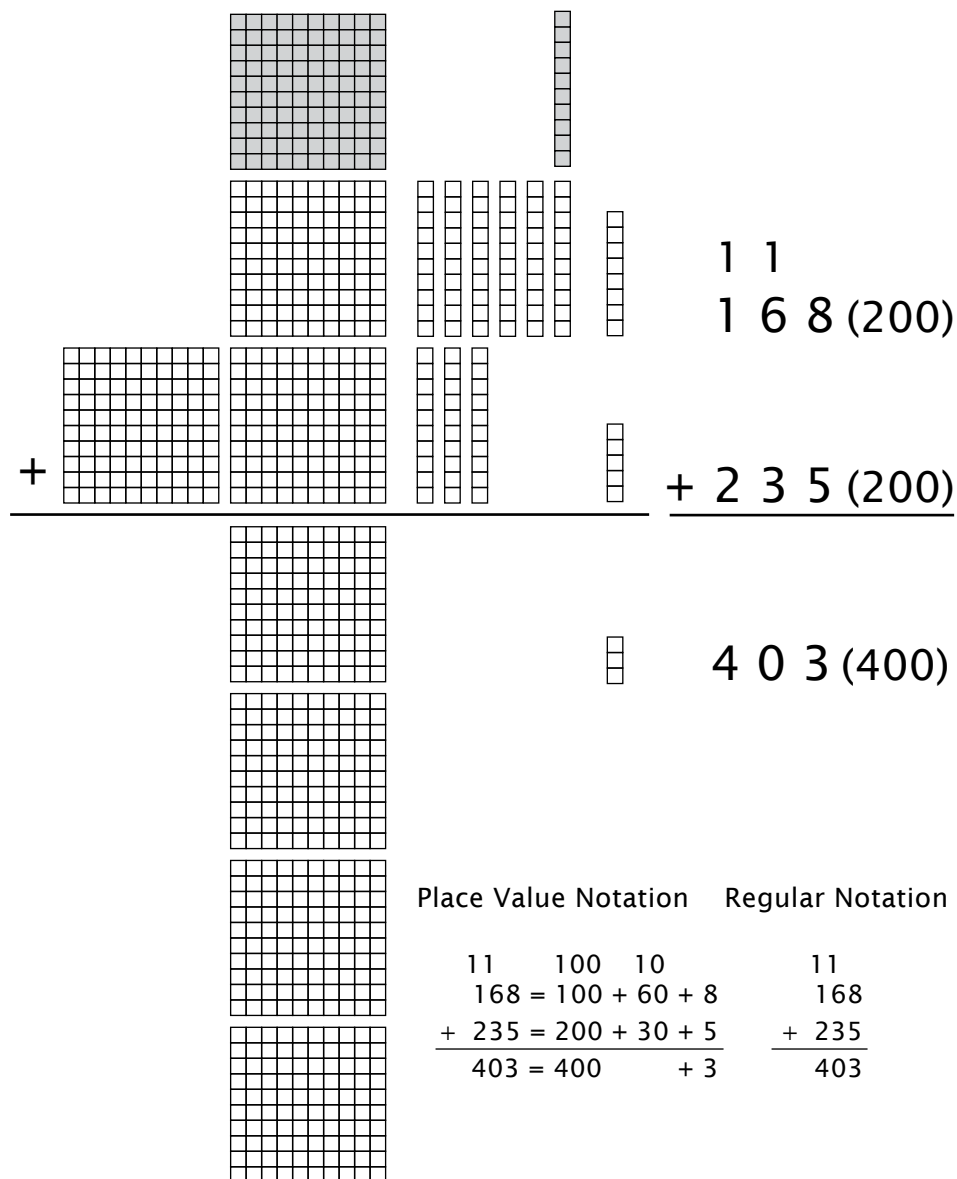 1 1
1 6 8 (200)
+
+ 2 3 5 (200)
4 0 3 (400)
Place Value Notation Regular Notation
11 100 10 11
168 = 100 + 60 + 8 168
+ 235 = 200 + 30 + 5 + 235
403 = 400 + 3 403